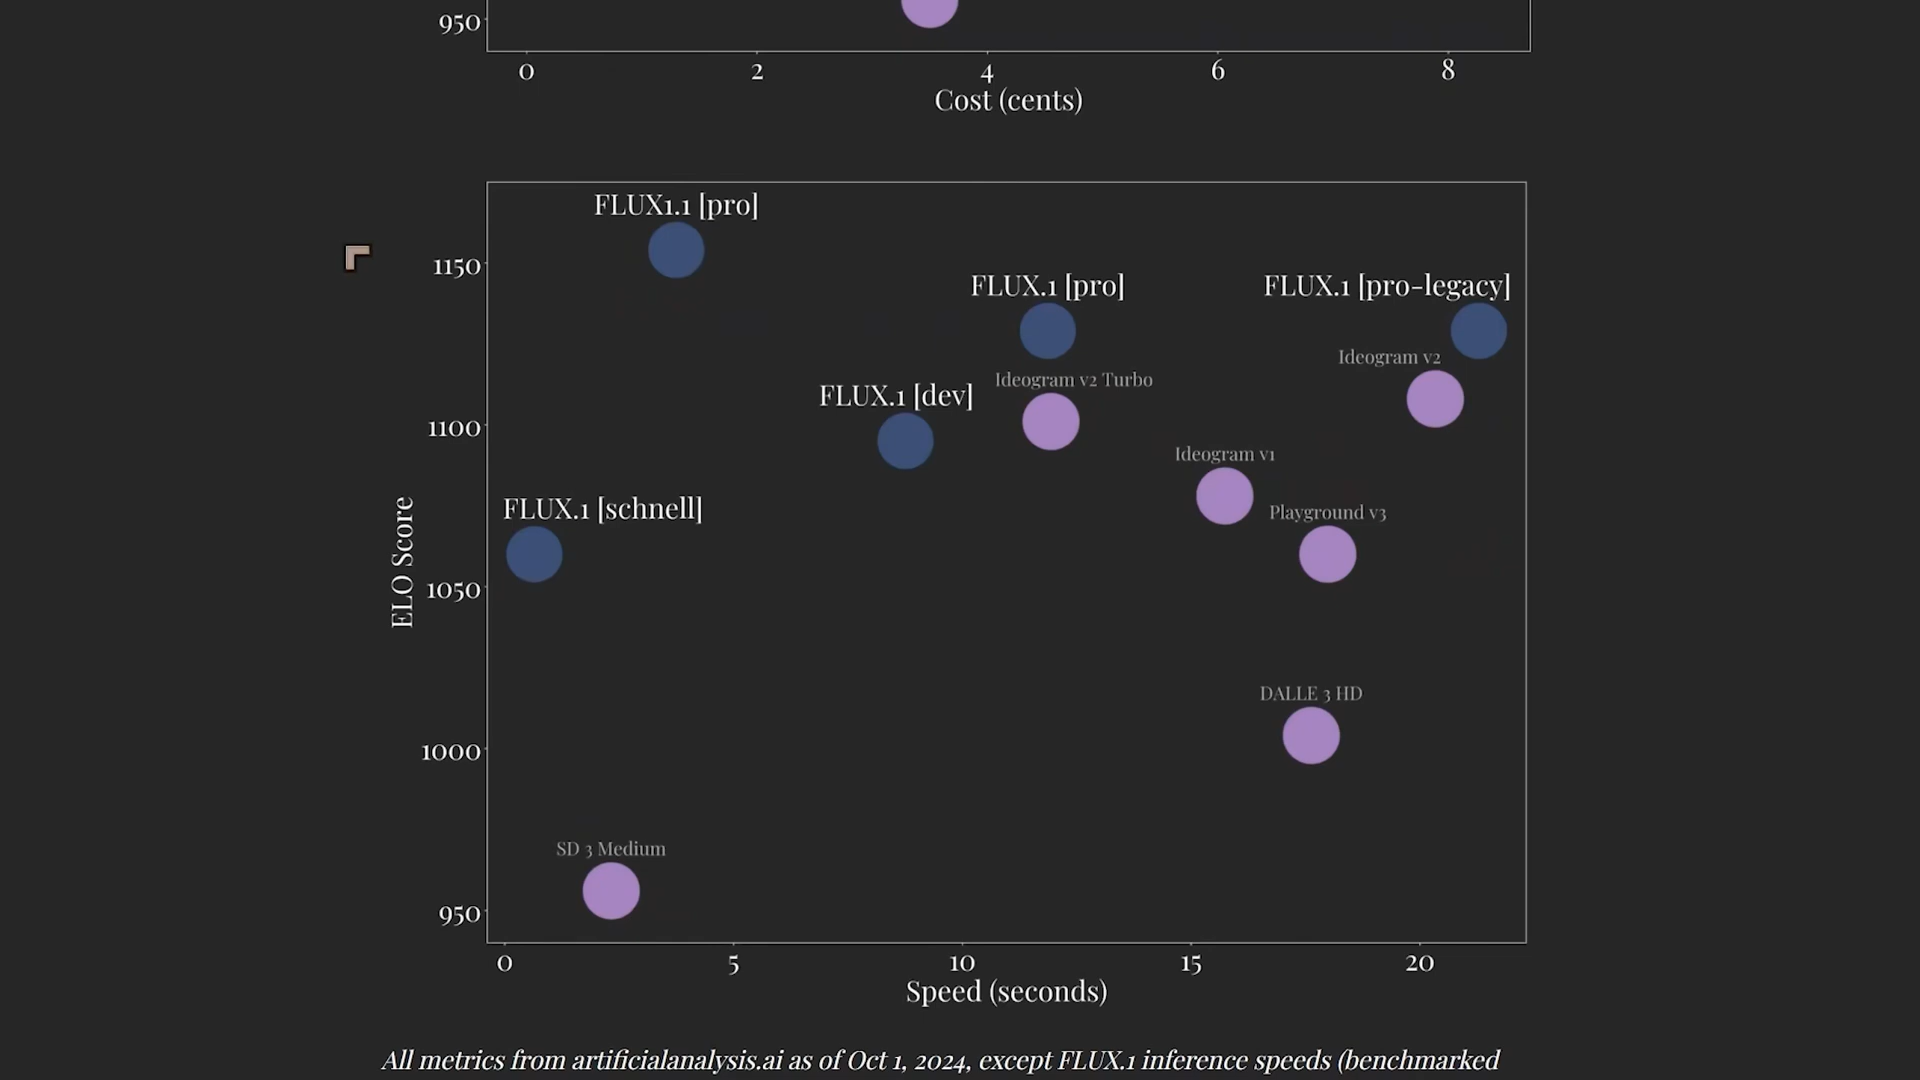 950
0 2 4 6 8
Cost (cents)
FLUX1.1 [pro]
1150
FLUX.1 [pro] FLUX.1 [pro-legacy]
Ideogram v2
Ideogram v2 Turbo
FLUX.1 [dev]
1100
Ideogram v1
FLUX.1 [schnell] Playground v3
ELO Score
1050
DALLE 3 HD
1000
SD 3 Medium
950
0 5 10 15 20
Speed (seconds)
All metrics from artificialanalysis.ai as of Oct 1, 2024, except FLUX.1 inference speeds (benchmarked